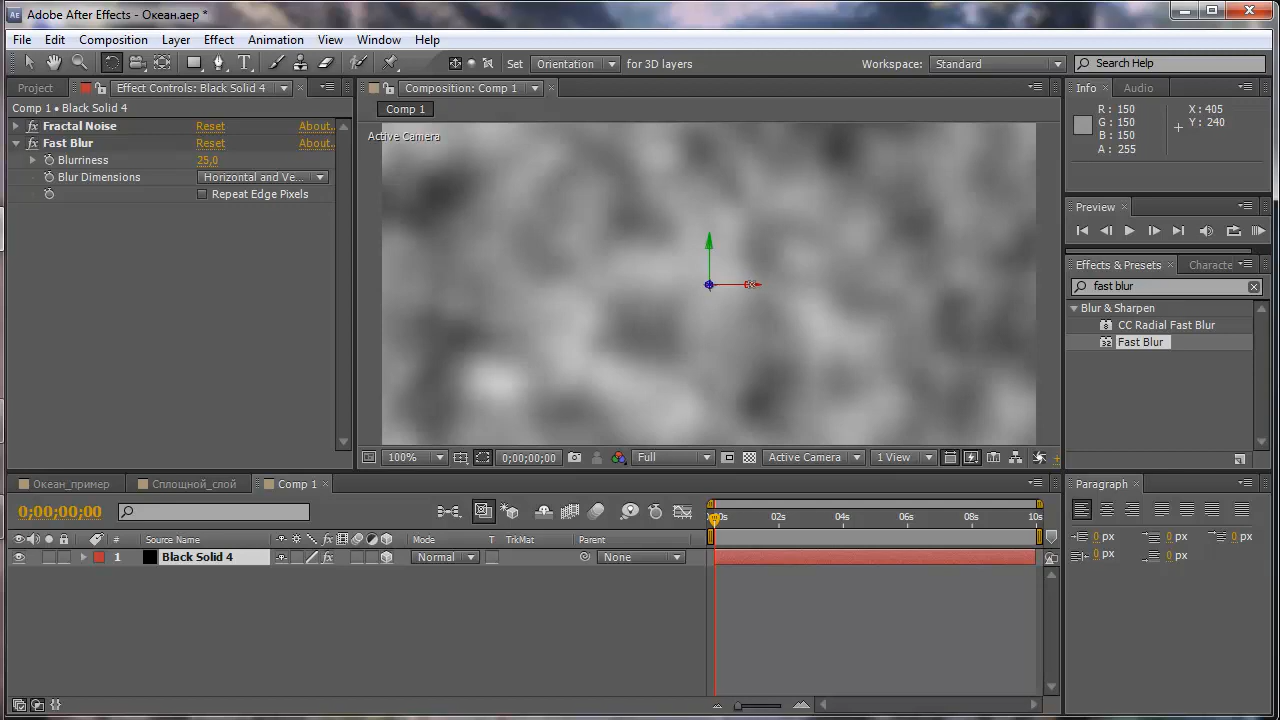 Adobe After Effects - Океан.aep *
File Edit Composition Layer Effect Animation View Window Help
Set Orientation for 3D layers Workspace: Standard Search Help
Project Effect Controls: Black Solid 4 Composition: Comp 1 Info Audio
Comp 1 • Black Solid 4
Fractal Noise Reset About...
Fast Blur Reset About...
Blurriness 25,0
Blur Dimensions Horizontal and Ve...
Repeat Edge Pixels
Comp 1
Active Camera
R: 150 X: 405
G: 150 Y: 240
B: 150
A: 255
Preview
Effects & Presets Characte
fast blur
Blur & Sharpen
CC Radial Fast Blur
Fast Blur
100% 0;00;00;00 Full Active Camera 1 View
Океан_пример Сплощной_слой Comp 1
0;00;00;00
02s 04s 06s 08s 10s
# Source Name Mode T TrkMat Parent
1 Black Solid 4 Normal None
Paragraph
0 px 0 px 0 px
0 px 0 px